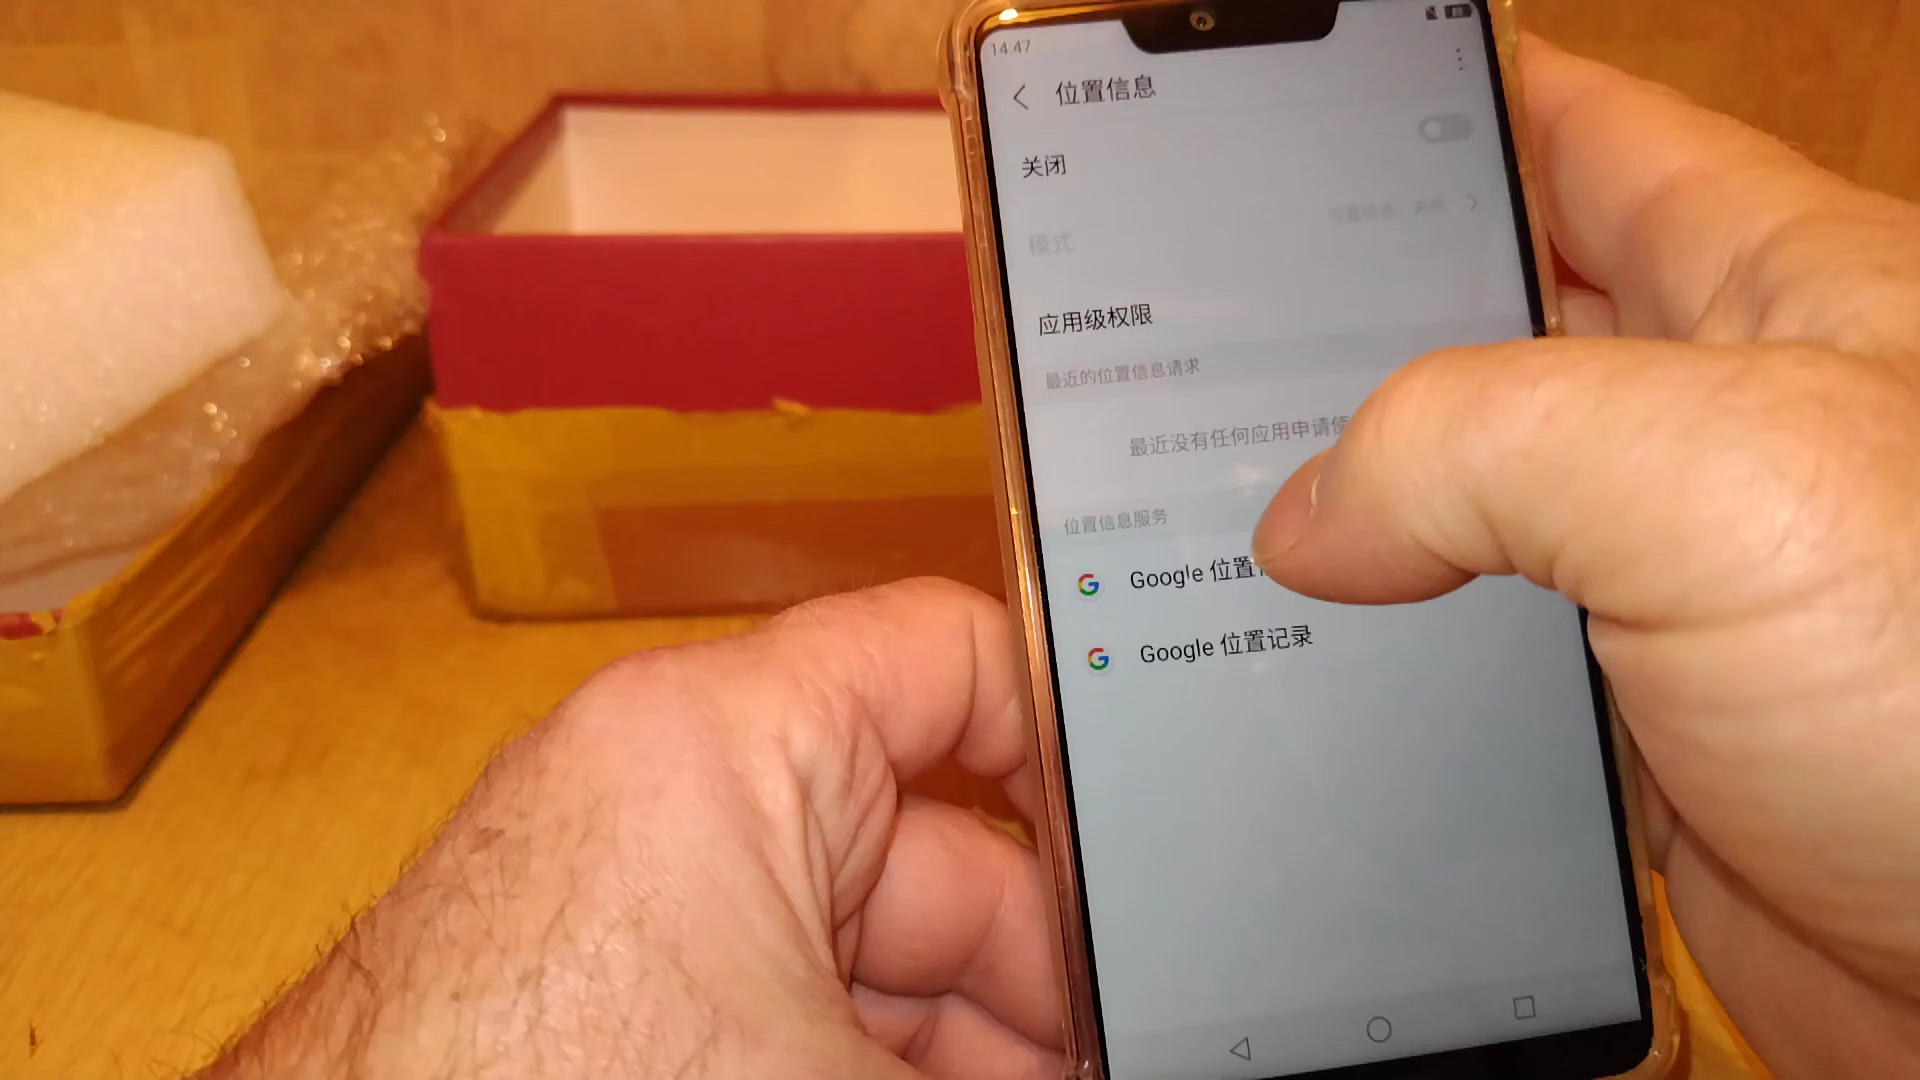 14:47
位置信息
关闭
模式
应用级权限
最近的位置信息请求
最近没有任何应用申请使
位置信息服务
Google 位置
Google 位置记录